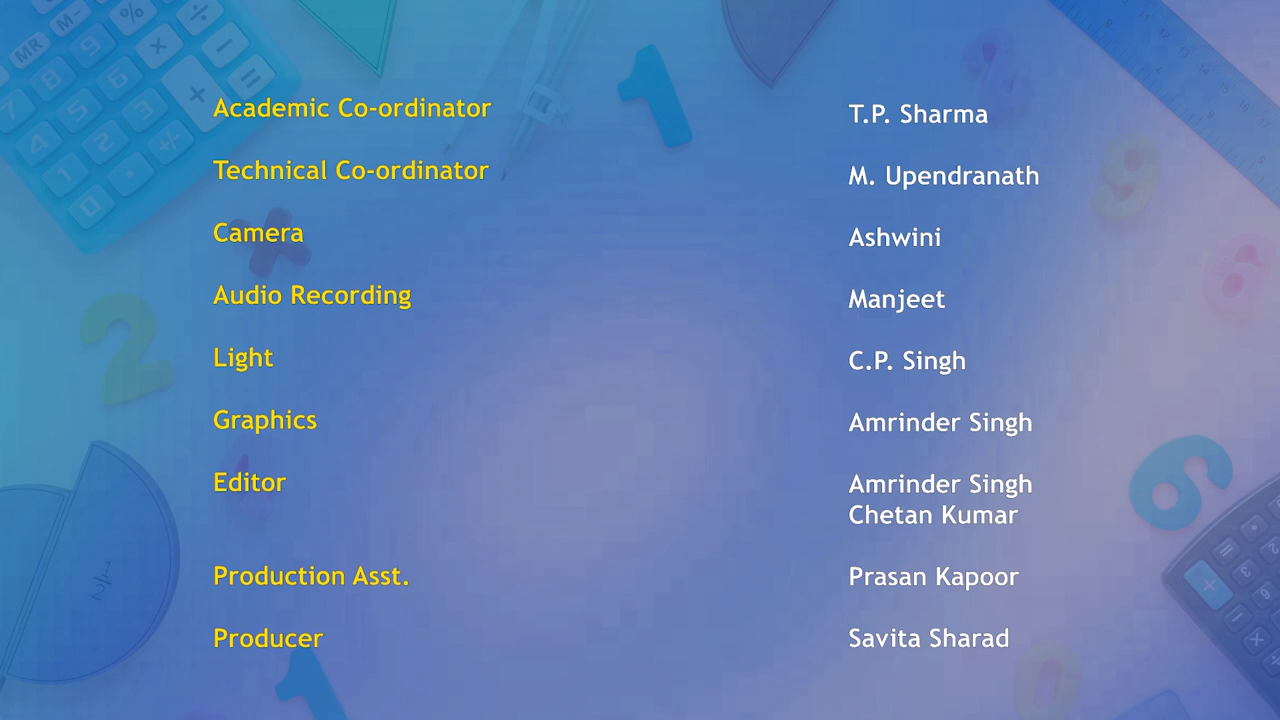 Academic Co-ordinator T.P. Sharma
Technical Co-ordinator M. Upendranath
Camera Ashwini
Audio Recording Manjeet
Light C.P. Singh
Graphics Amrinder Singh
Editor Amrinder Singh
Chetan Kumar
Production Asst. Prasan Kapoor
Producer Savita Sharad